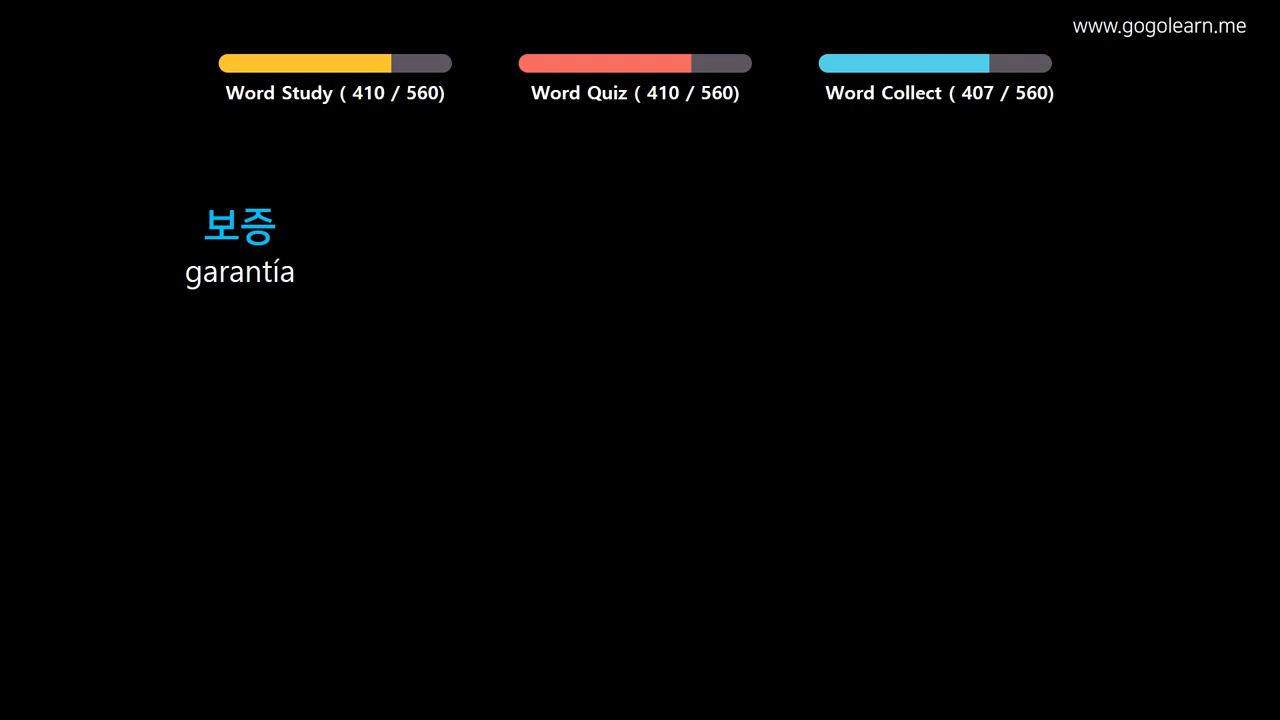 www.gogolearn.me
Word Study ( 410 / 560)
Word Quiz ( 410 / 560)
Word Collect ( 407 / 560)
보증
garantía